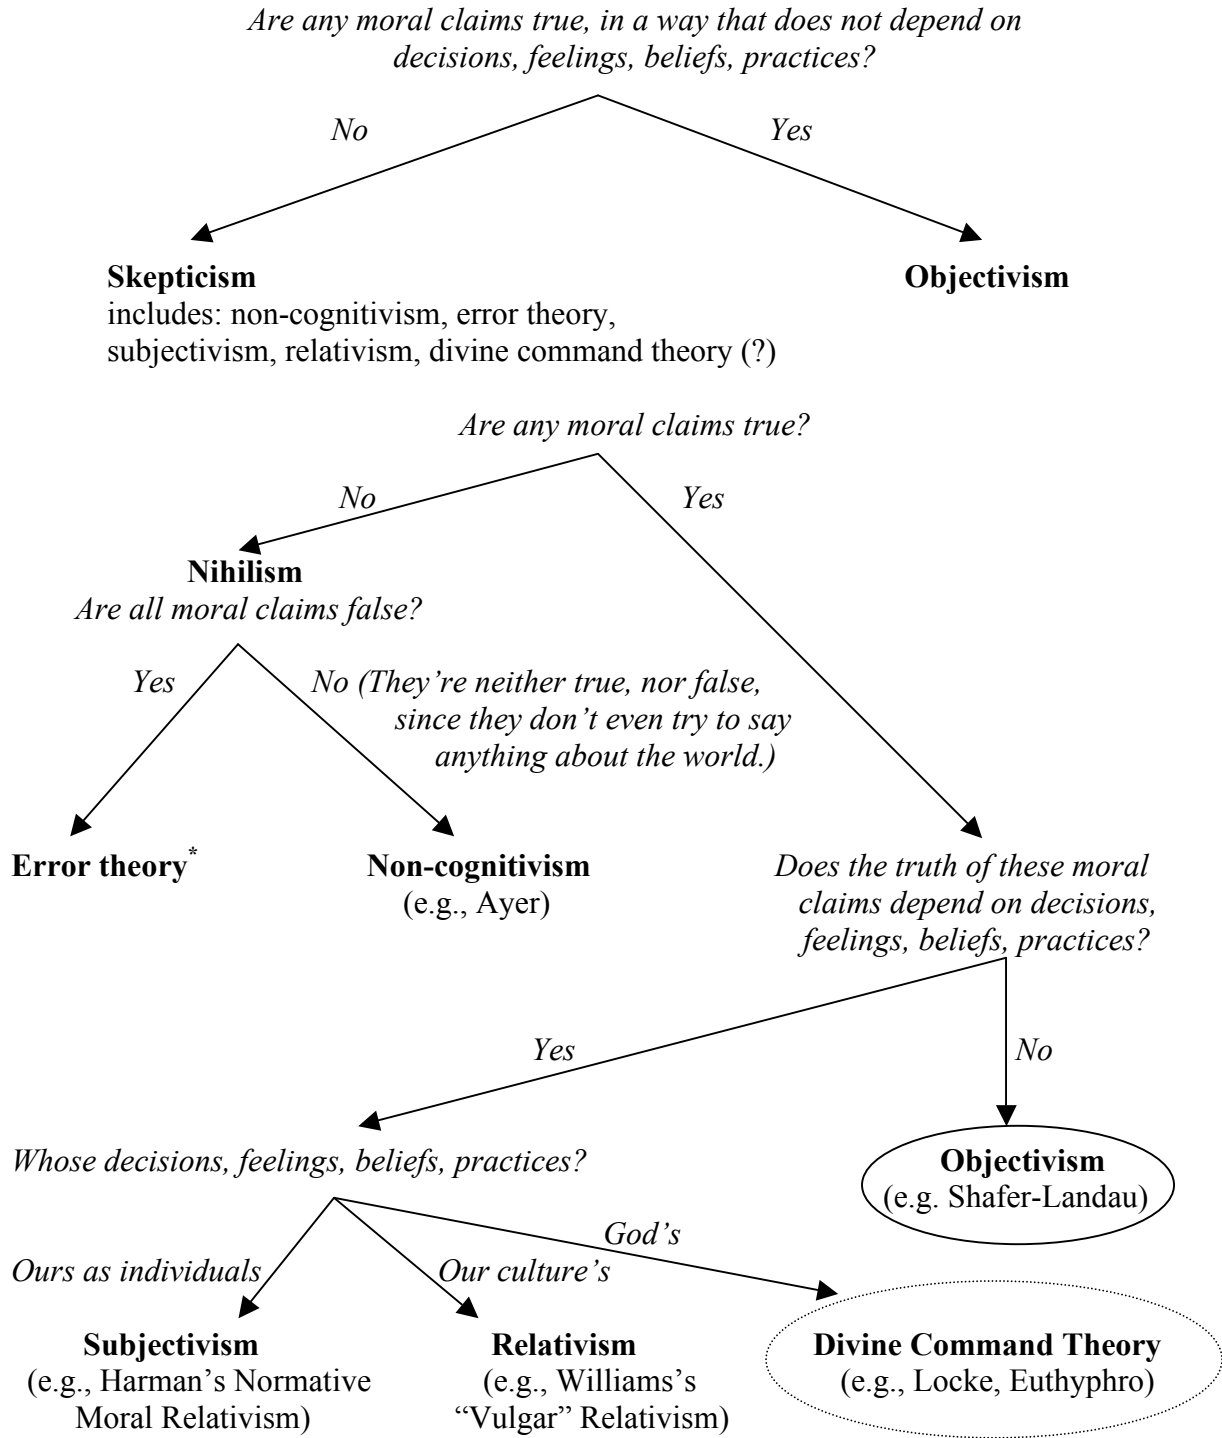 Are any moral claims true, in a way that does not depend on
decisions, feelings, beliefs, practices?
No
Yes
Skepticism
includes: non-cognitivism, error theory,
subjectivism, relativism, divine command theory (?)
Objectivism
Are any moral claims true?
No
Yes
Nihilism
Are all moral claims false?
Yes
No (They’re neither true, nor false,
since they don’t even try to say
anything about the world.)
Error theory*
Non-cognitivism
(e.g., Ayer)
Does the truth of these moral
claims depend on decisions,
feelings, beliefs, practices?
Yes
No
Whose decisions, feelings, beliefs, practices?
Objectivism
(e.g. Shafer-Landau)
Ours as individuals
Our culture’s
God’s
Subjectivism
(e.g., Harman’s Normative
Moral Relativism)
Relativism
(e.g., Williams’s
“Vulgar” Relativism)
Divine Command Theory
(e.g., Locke, Euthyphro)